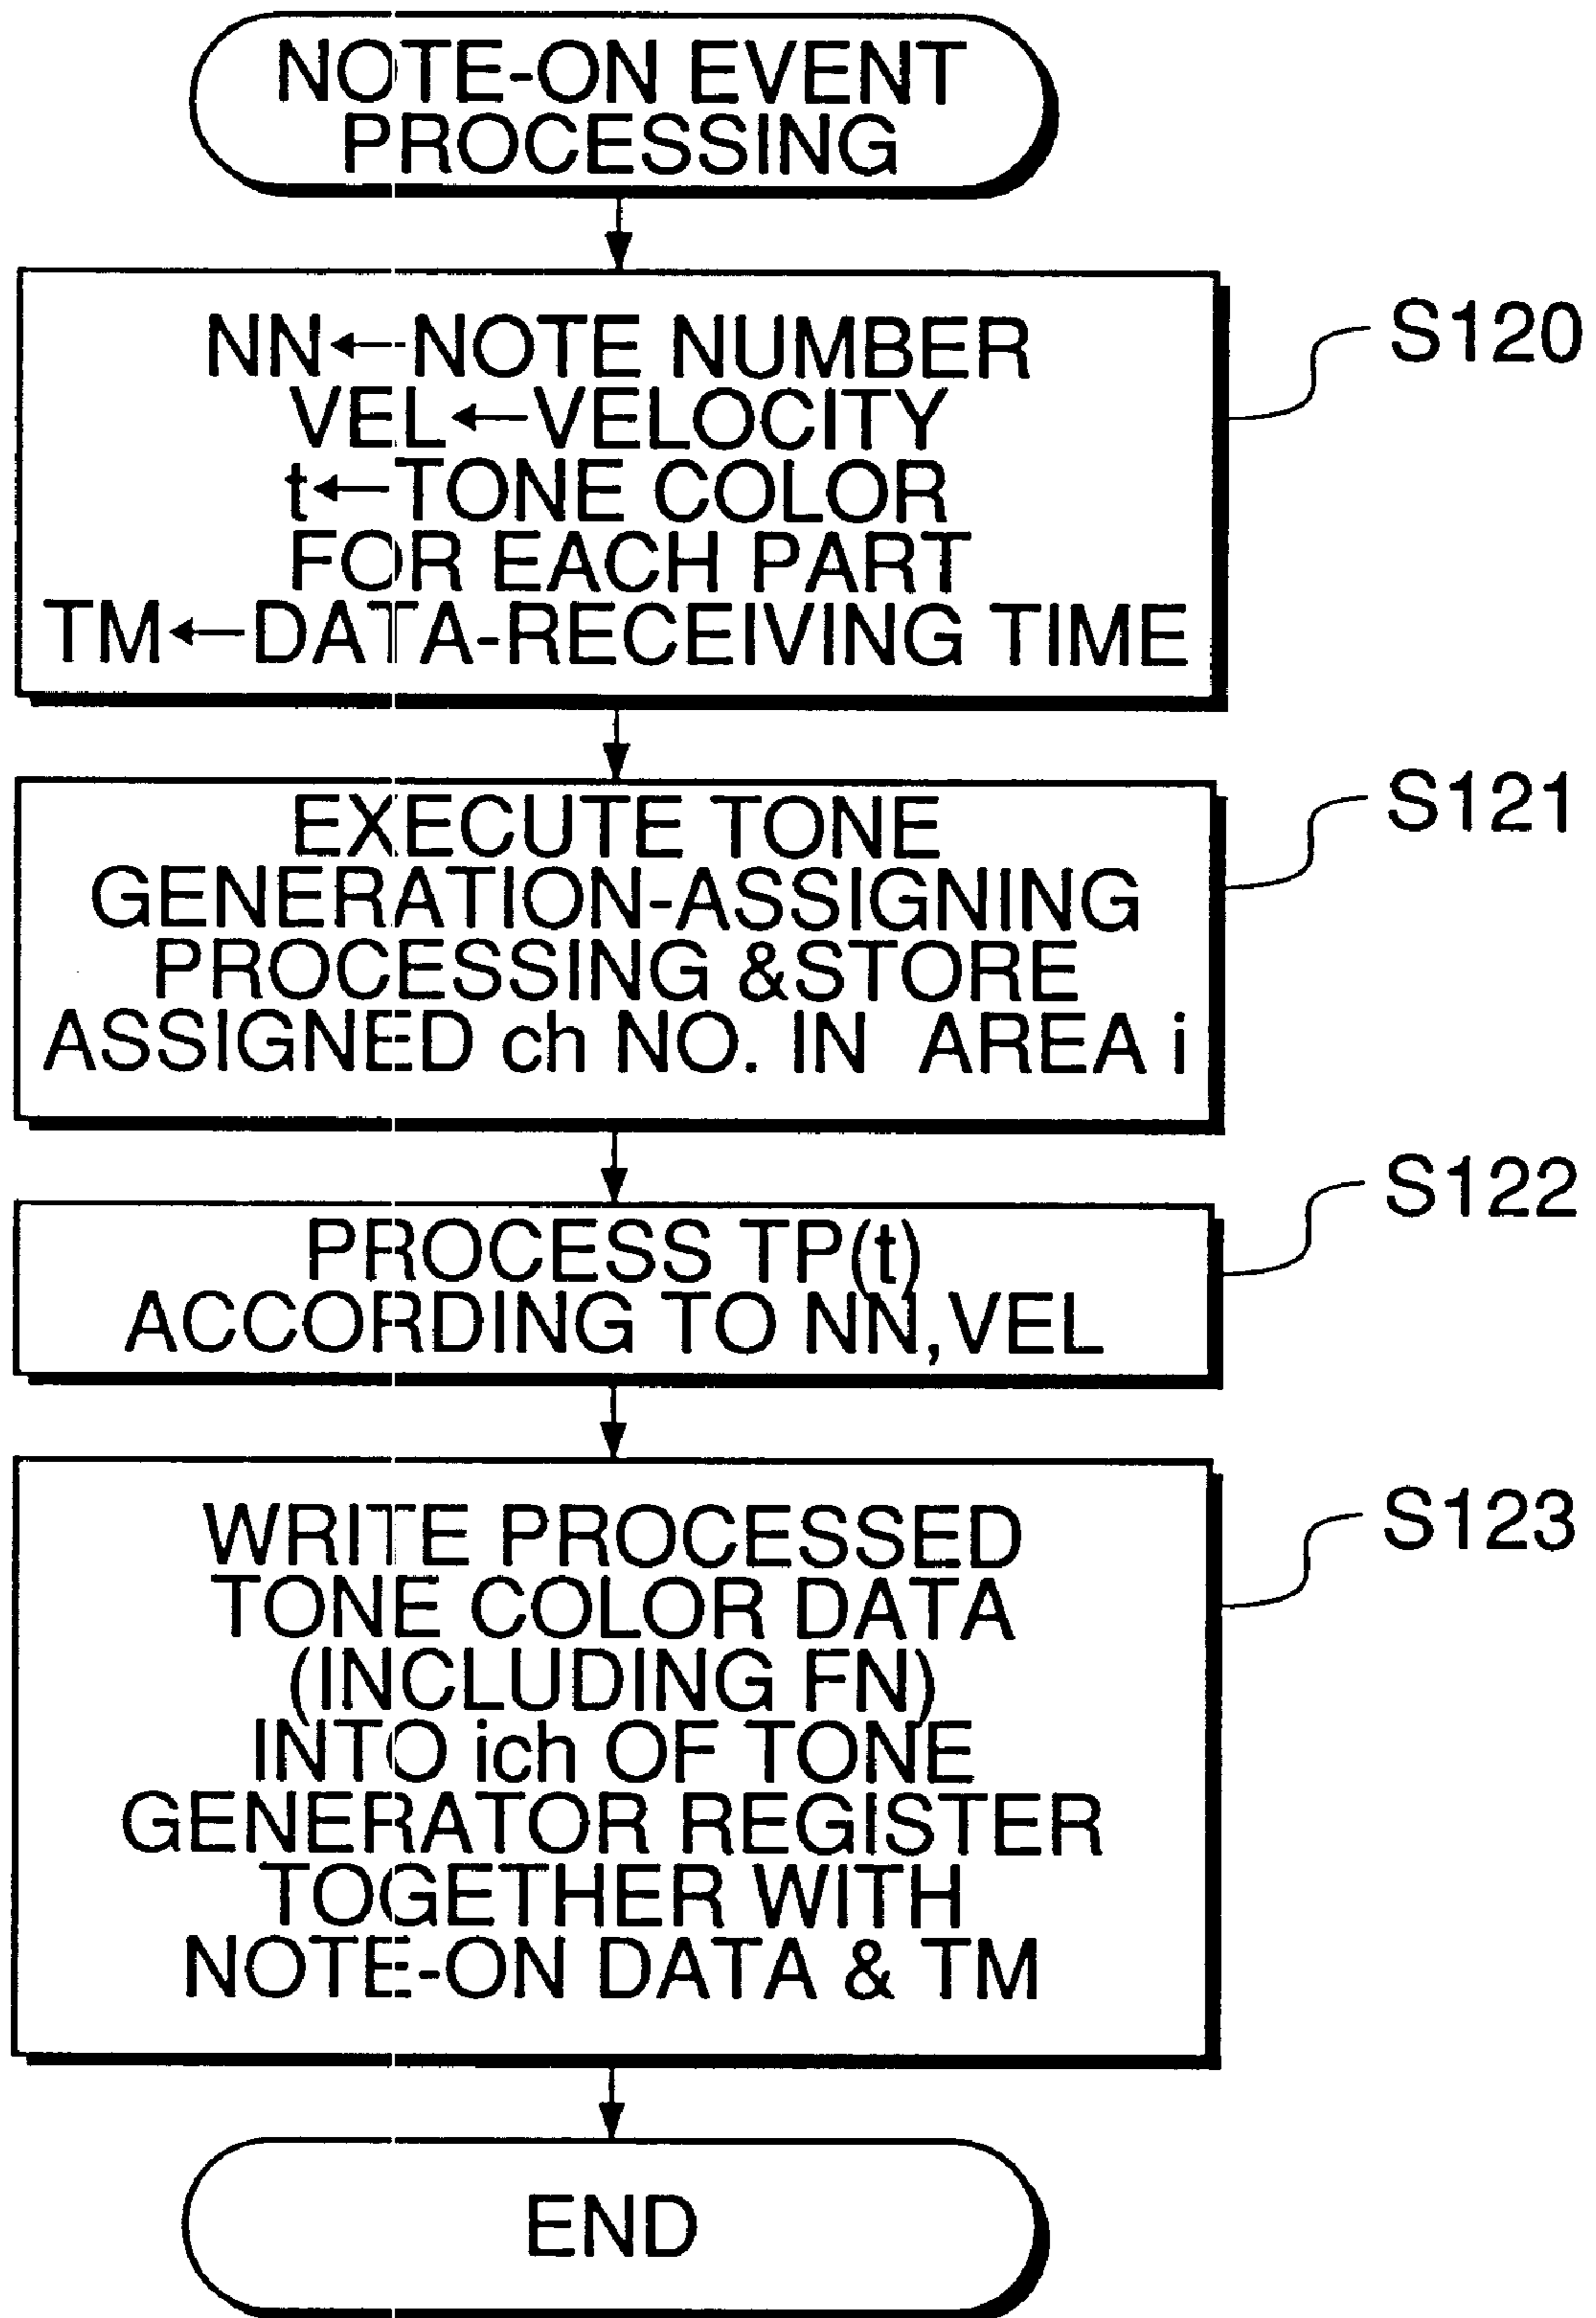 NOTE-ON EVENT
PROCESSING
NN←NOTE NUMBER
VEL←VELOCITY
t←TONE COLOR
FOR EACH PART
TM←DATA-RECEIVING TIME
S120
EXECUTE TONE
GENERATION-ASSIGNING
PROCESSING &STORE
ASSIGNED ch NO. IN AREA i
S121
PROCESS TP(t)
ACCORDING TO NN,VEL
S122
WRITE PROCESSED
TONE COLOR DATA
(INCLUDING FN)
INTO ich OF TONE
GENERATOR REGISTER
TOGETHER WITH
NOTE-ON DATA & TM
S123
END